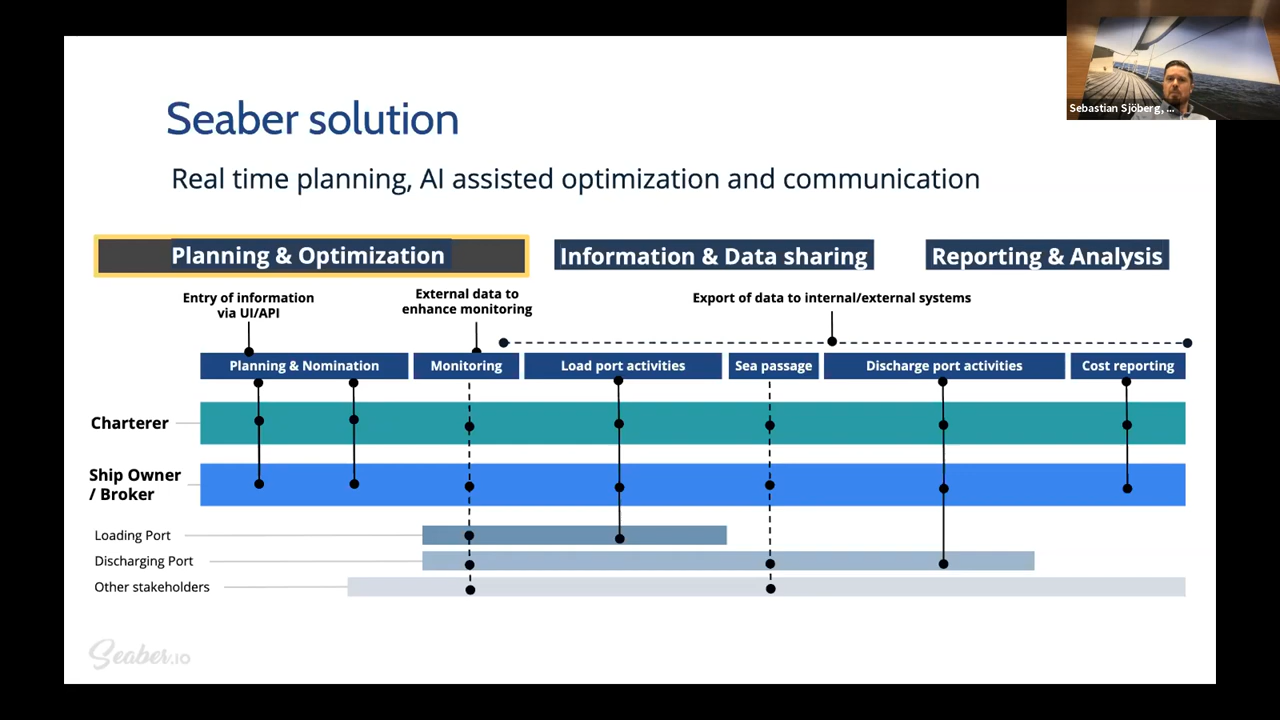 Sebastian Sjöberg, ...
Seaber solution
Real time planning, AI assisted optimization and communication
Planning & Optimization
Information & Data sharing
Reporting & Analysis
Entry of information
via UI/API
External data to
enhance monitoring
Export of data to internal/external systems
Planning & Nomination
Monitoring
Load port activities
Sea passage
Discharge port activities
Cost reporting
Charterer
Ship Owner
/ Broker
Loading Port
Discharging Port
Other stakeholders
Seaber.IO